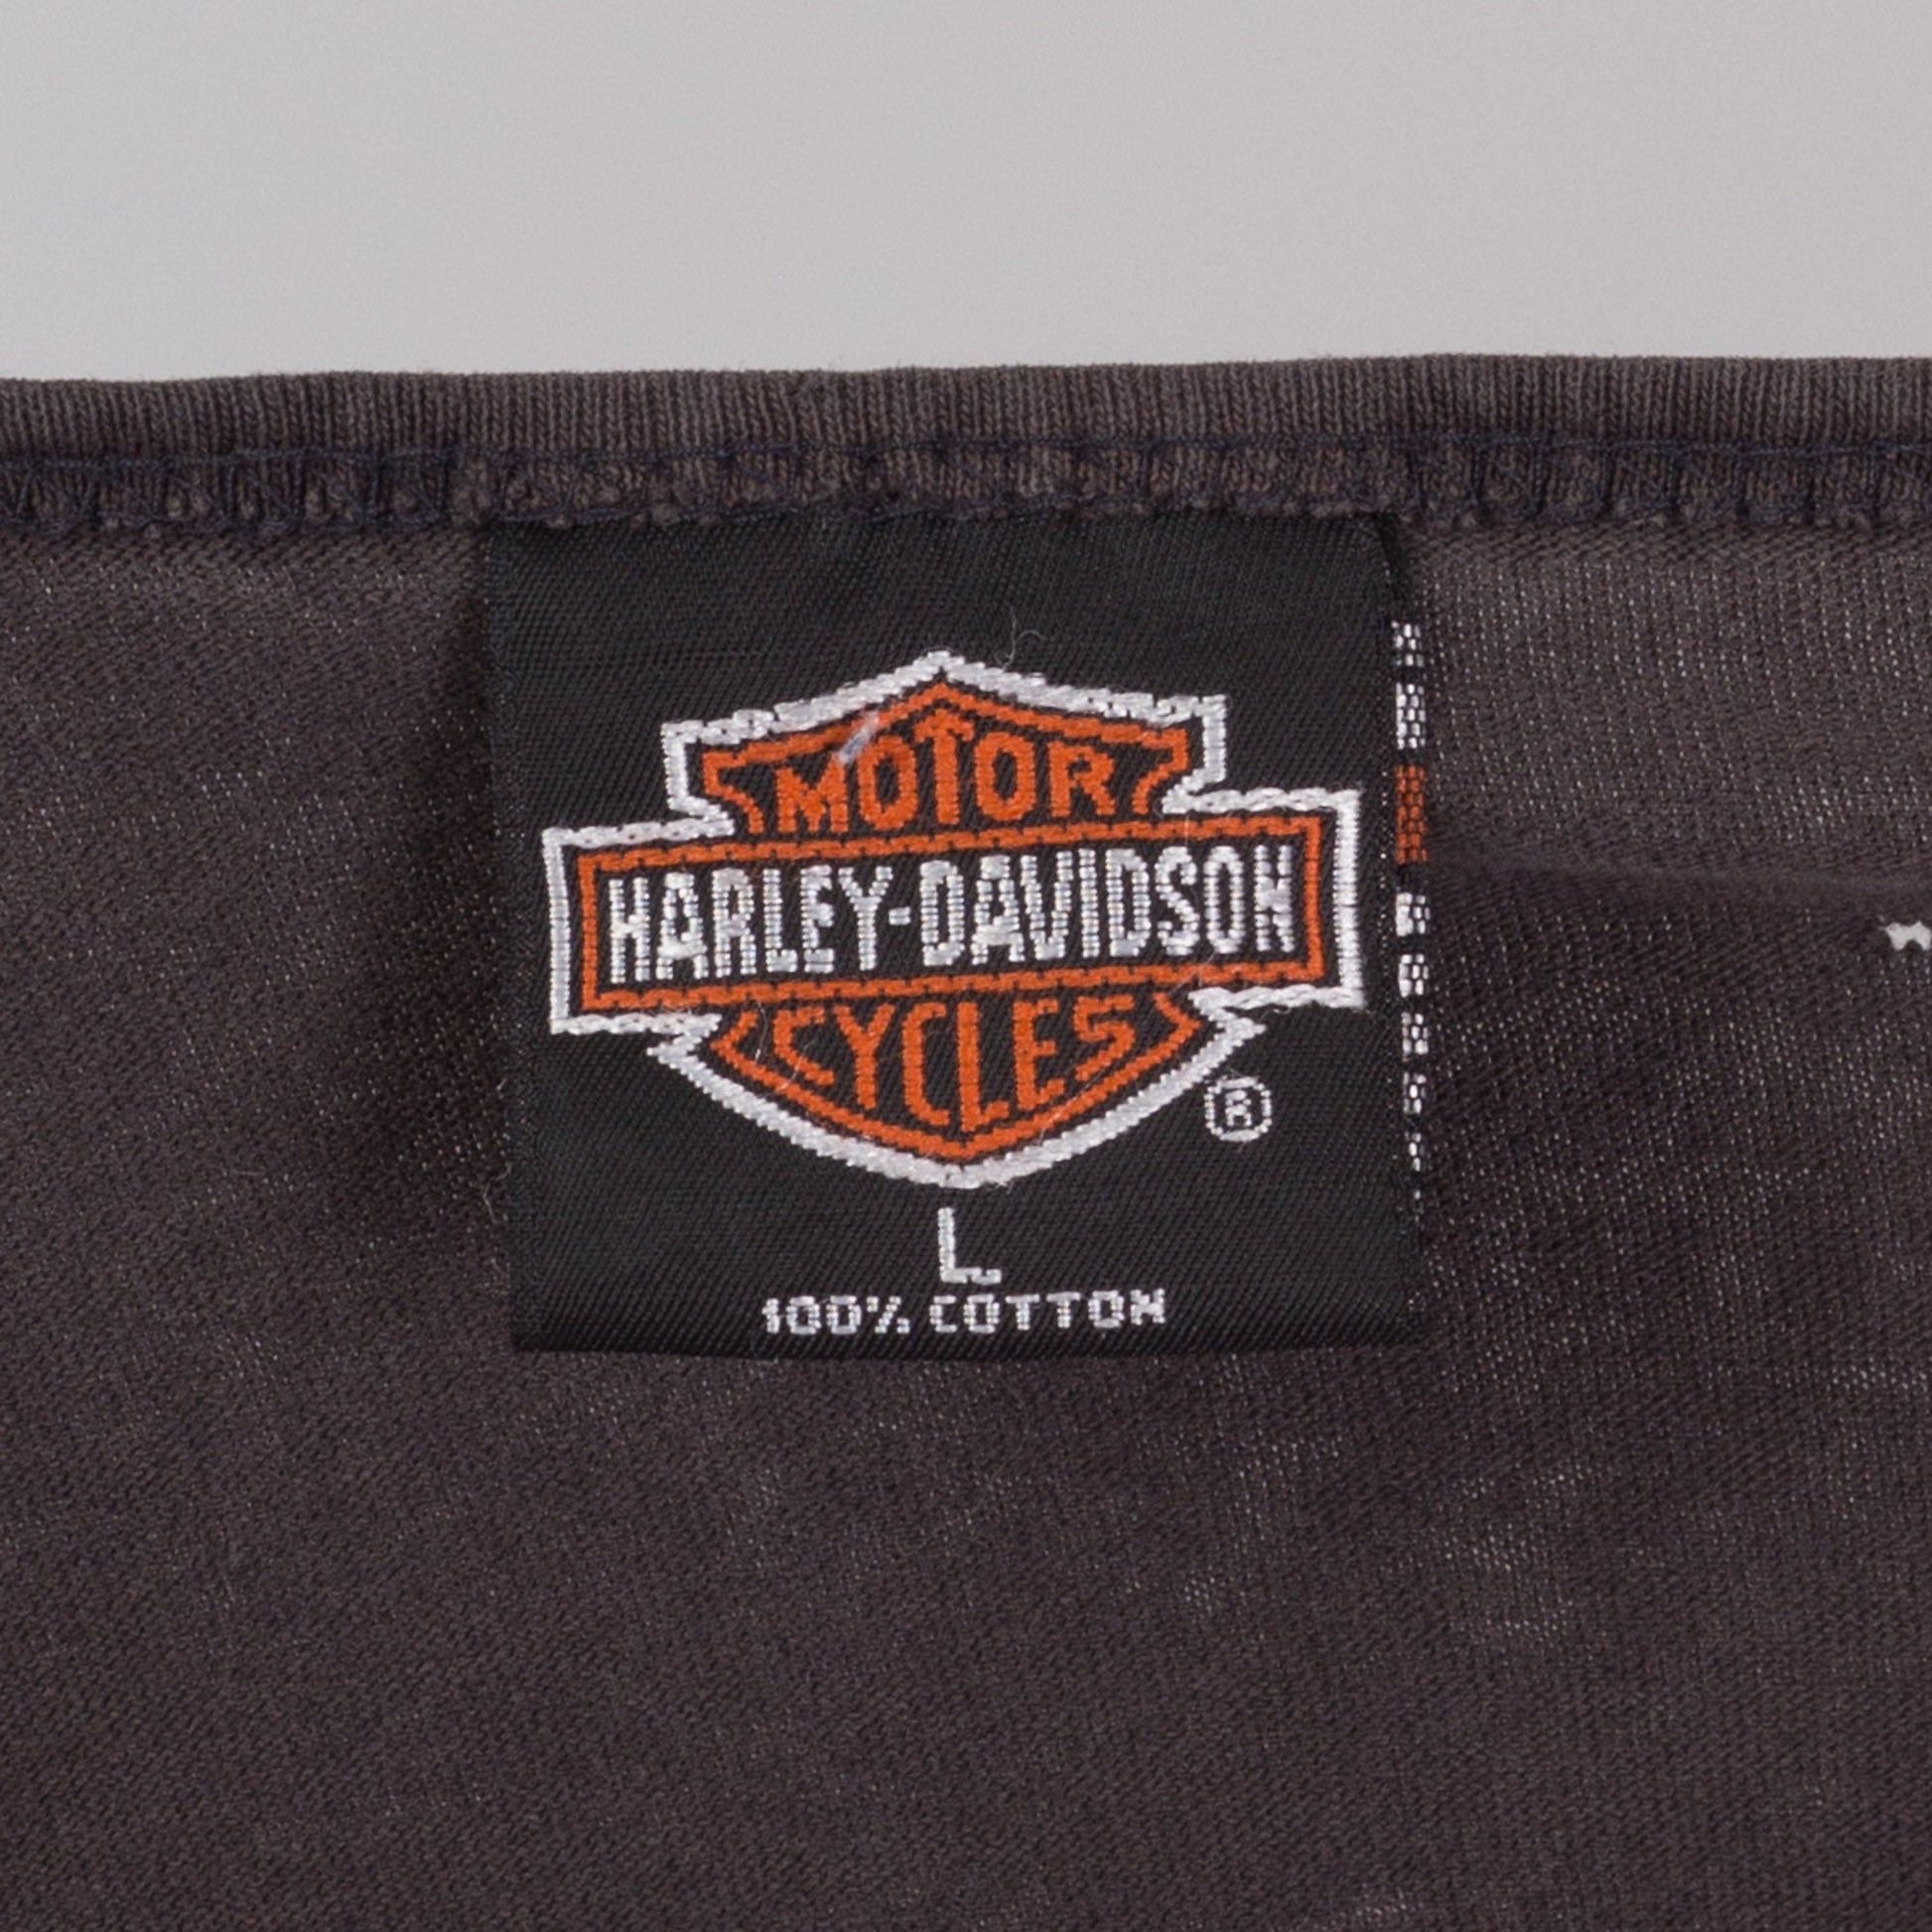 MOTOR
HARLEY-DAVIDSON
CYCLES
®
L
100% COTTON